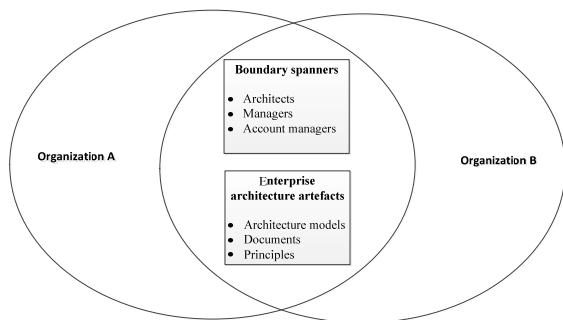 Boundary spanners
• Architects
• Managers
• Account managers
Organization A
Organization B
Enterprise
architecture artefacts
• Architecture models
• Documents
• Principles